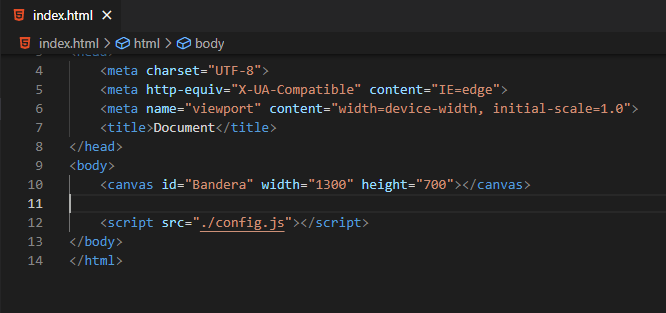 index.html
index.html > html > body
4 <meta charset="UTF-8">
5 <meta http-equiv="X-UA-Compatible" content="IE=edge">
6 <meta name="viewport" content="width=device-width, initial-scale=1.0">
7 <title>Document</title>
8 </head>
9 <body>
10 <canvas id="Bandera" width="1300" height="700"></canvas>
11
12 <script src="./config.js"></script>
13 </body>
14 </html>